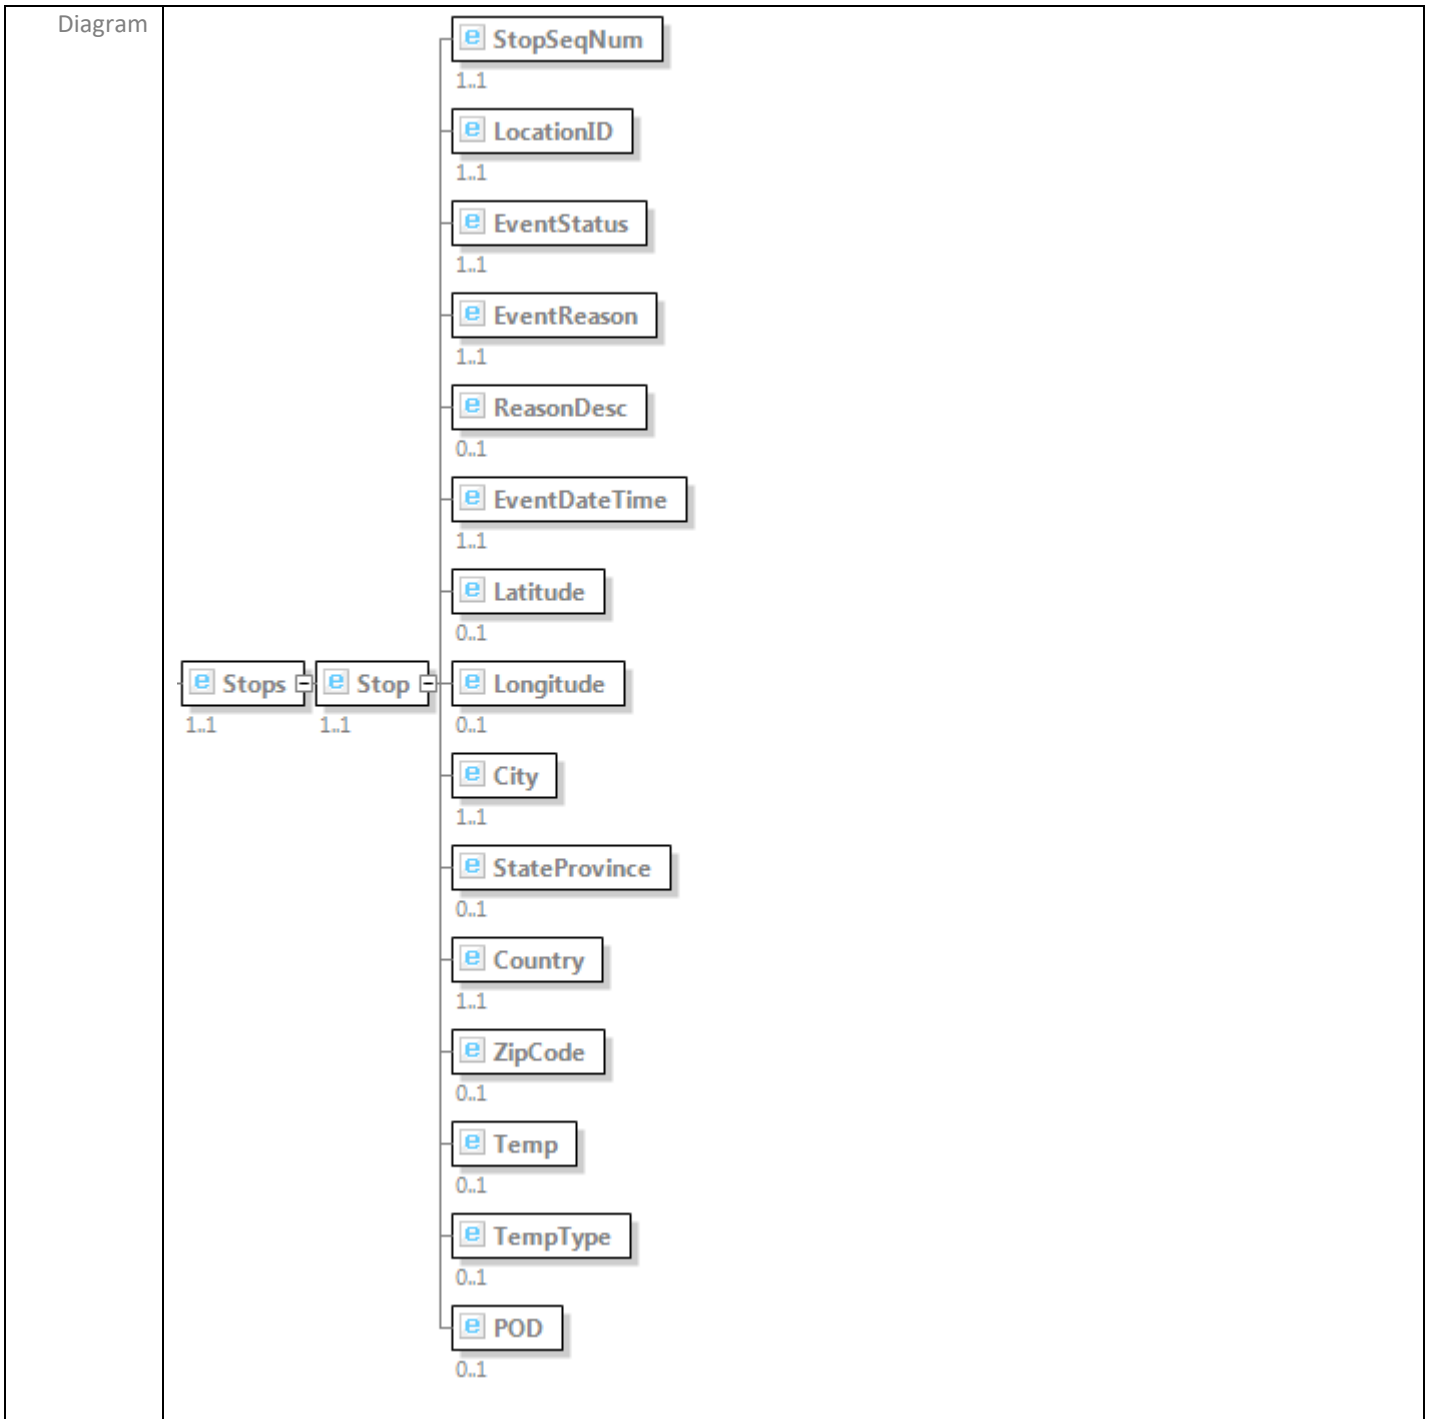 Diagram
StopSeqNum
1..1
LocationID
1..1
EventStatus
1..1
EventReason
1..1
ReasonDesc
0..1
EventDateTime
1..1
Latitude
0..1
Stops
1..1
Stop
1..1
Longitude
0..1
City
1..1
StateProvince
0..1
Country
1..1
ZipCode
0..1
Temp
0..1
TempType
0..1
POD
0..1